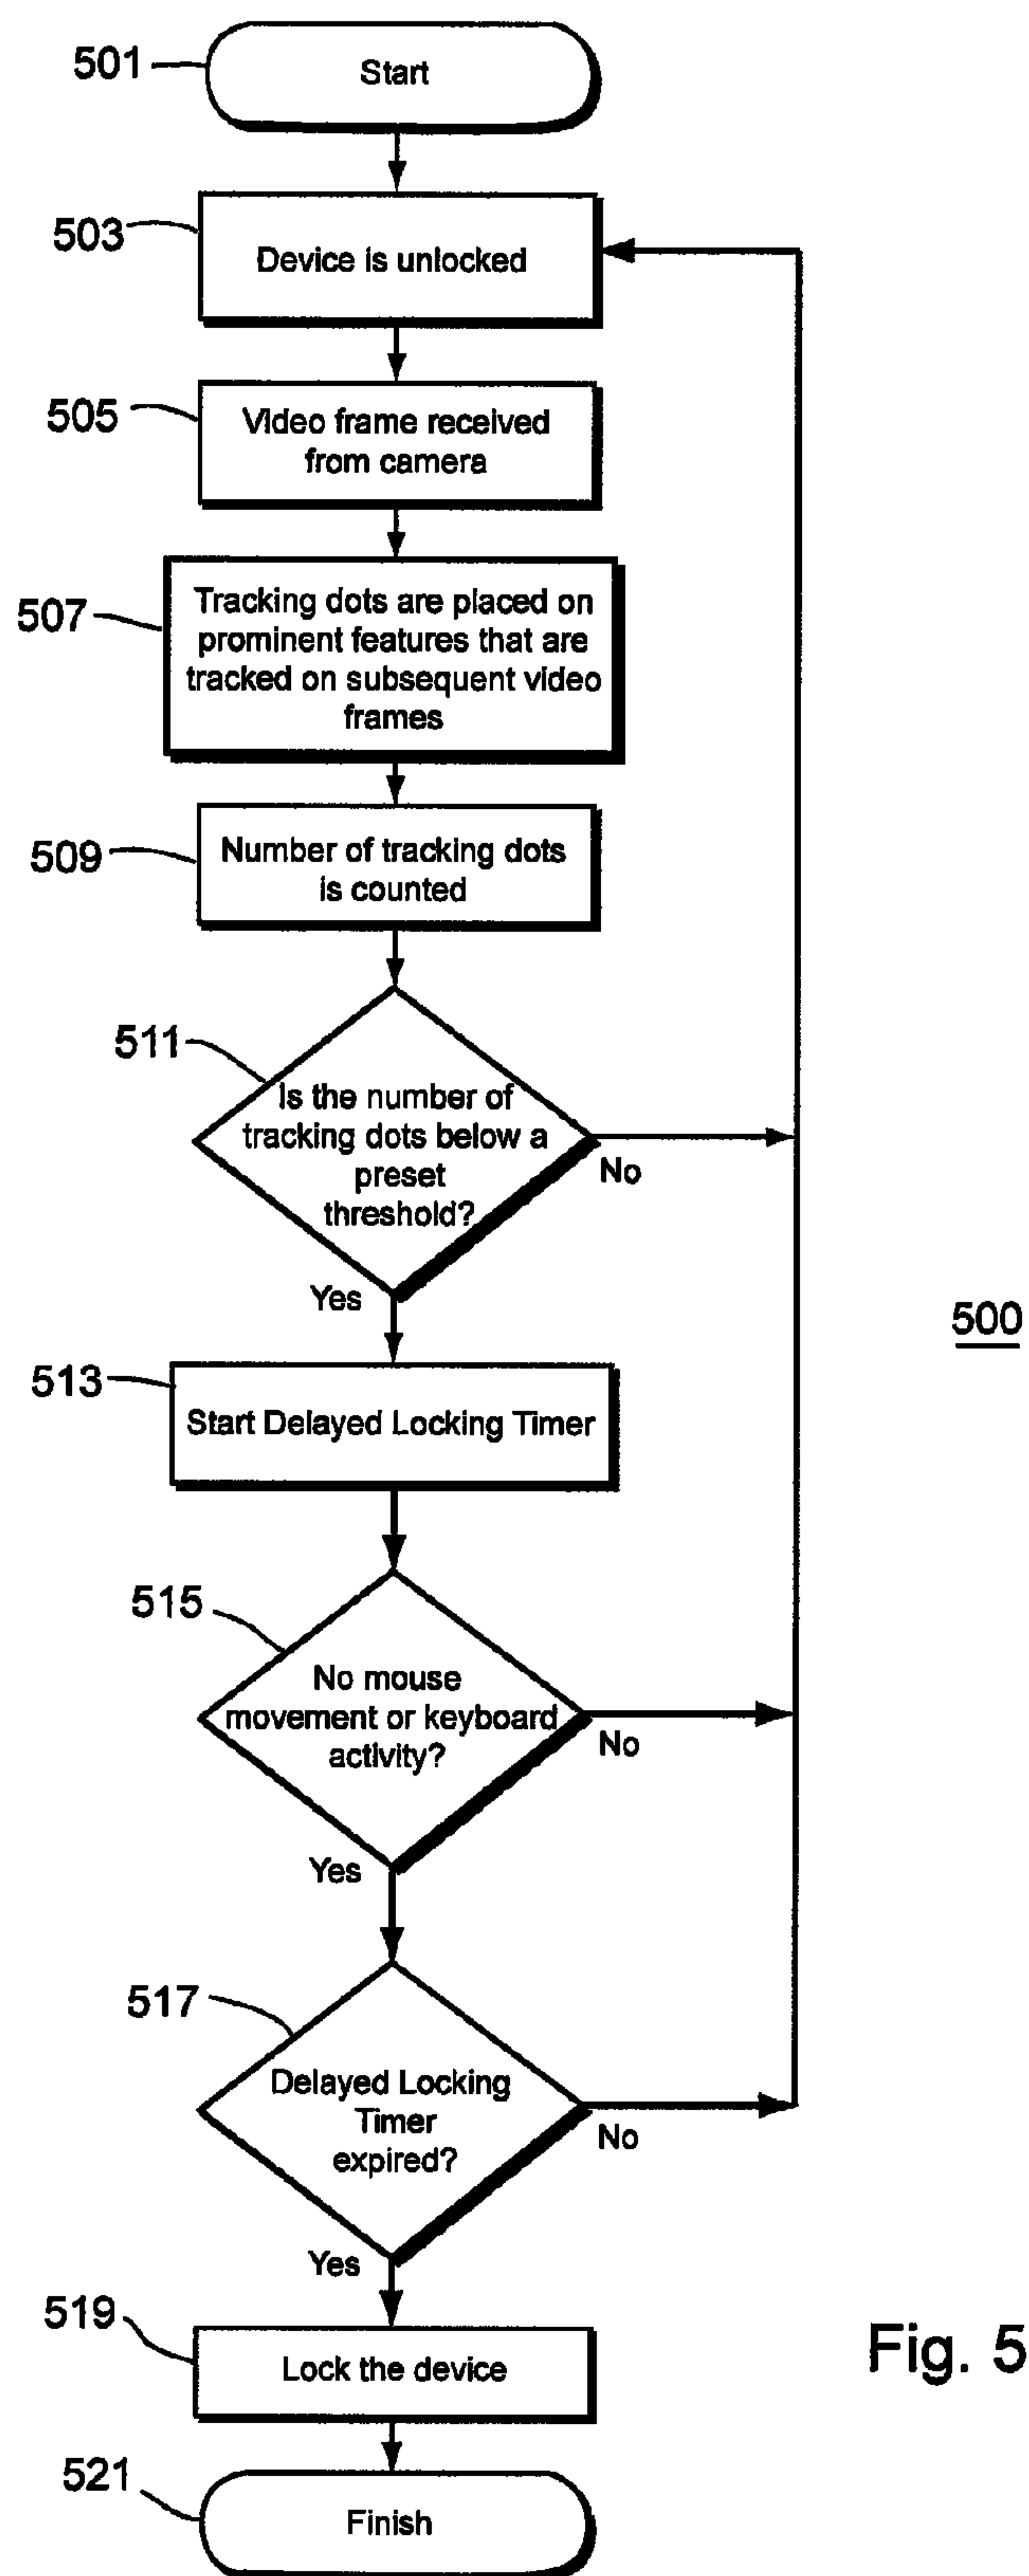 501
Start
503
Device is unlocked
505
Video frame received
from camera
507
Tracking dots are placed on
prominent features that are
tracked on subsequent video
frames
509
Number of tracking dots
is counted
511
Is the number of
tracking dots below a
preset
threshold?
No
Yes
500
513
Start Delayed Locking Timer
515
No mouse
movement or keyboard
activity?
No
Yes
517
Delayed Locking
Timer
expired?
No
Yes
519
Lock the device
Fig. 5
521
Finish